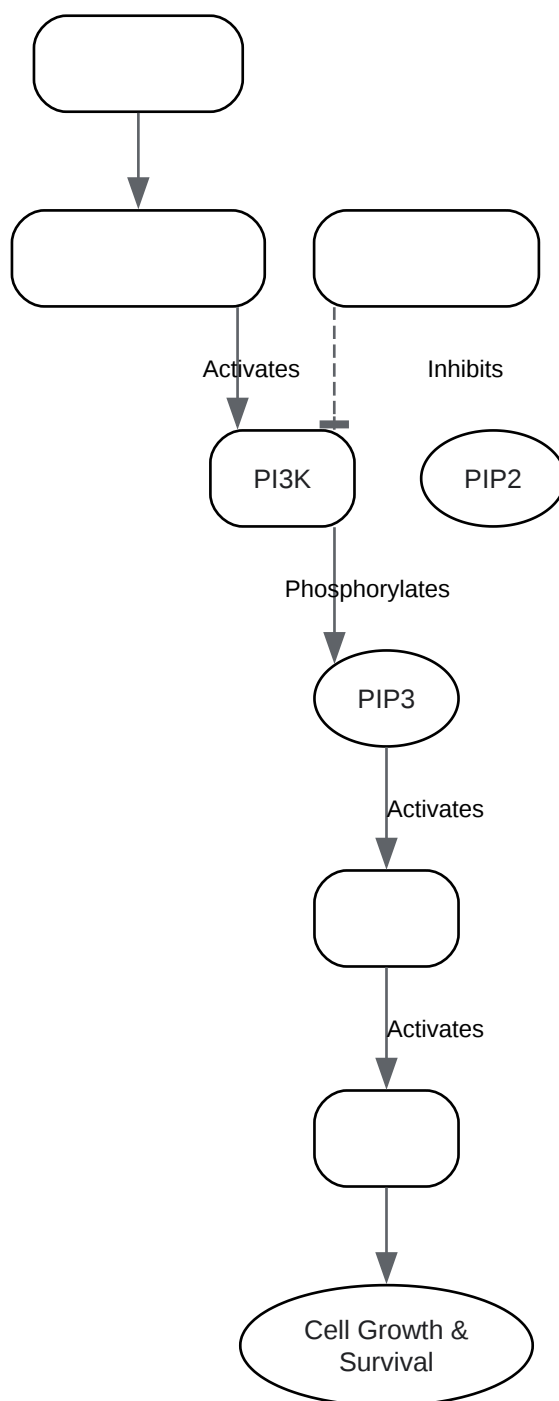 Activates
Inhibits
PI3K
PIP2
Phosphorylates
PIP3
Activates
Activates
Cell Growth &
Survival